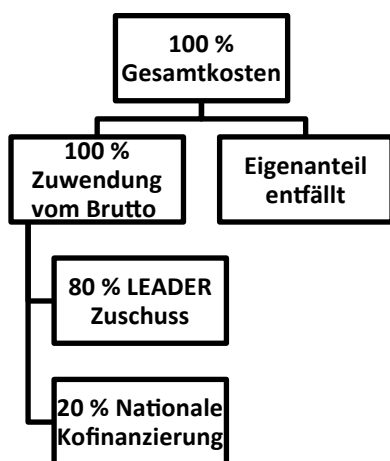 100 %
Gesamtkosten
100 %
Zuwendung
vom Brutto
Eigenanteil
entfällt
80 % LEADER
Zuschuss
20 % Nationale
Kofinanzierung